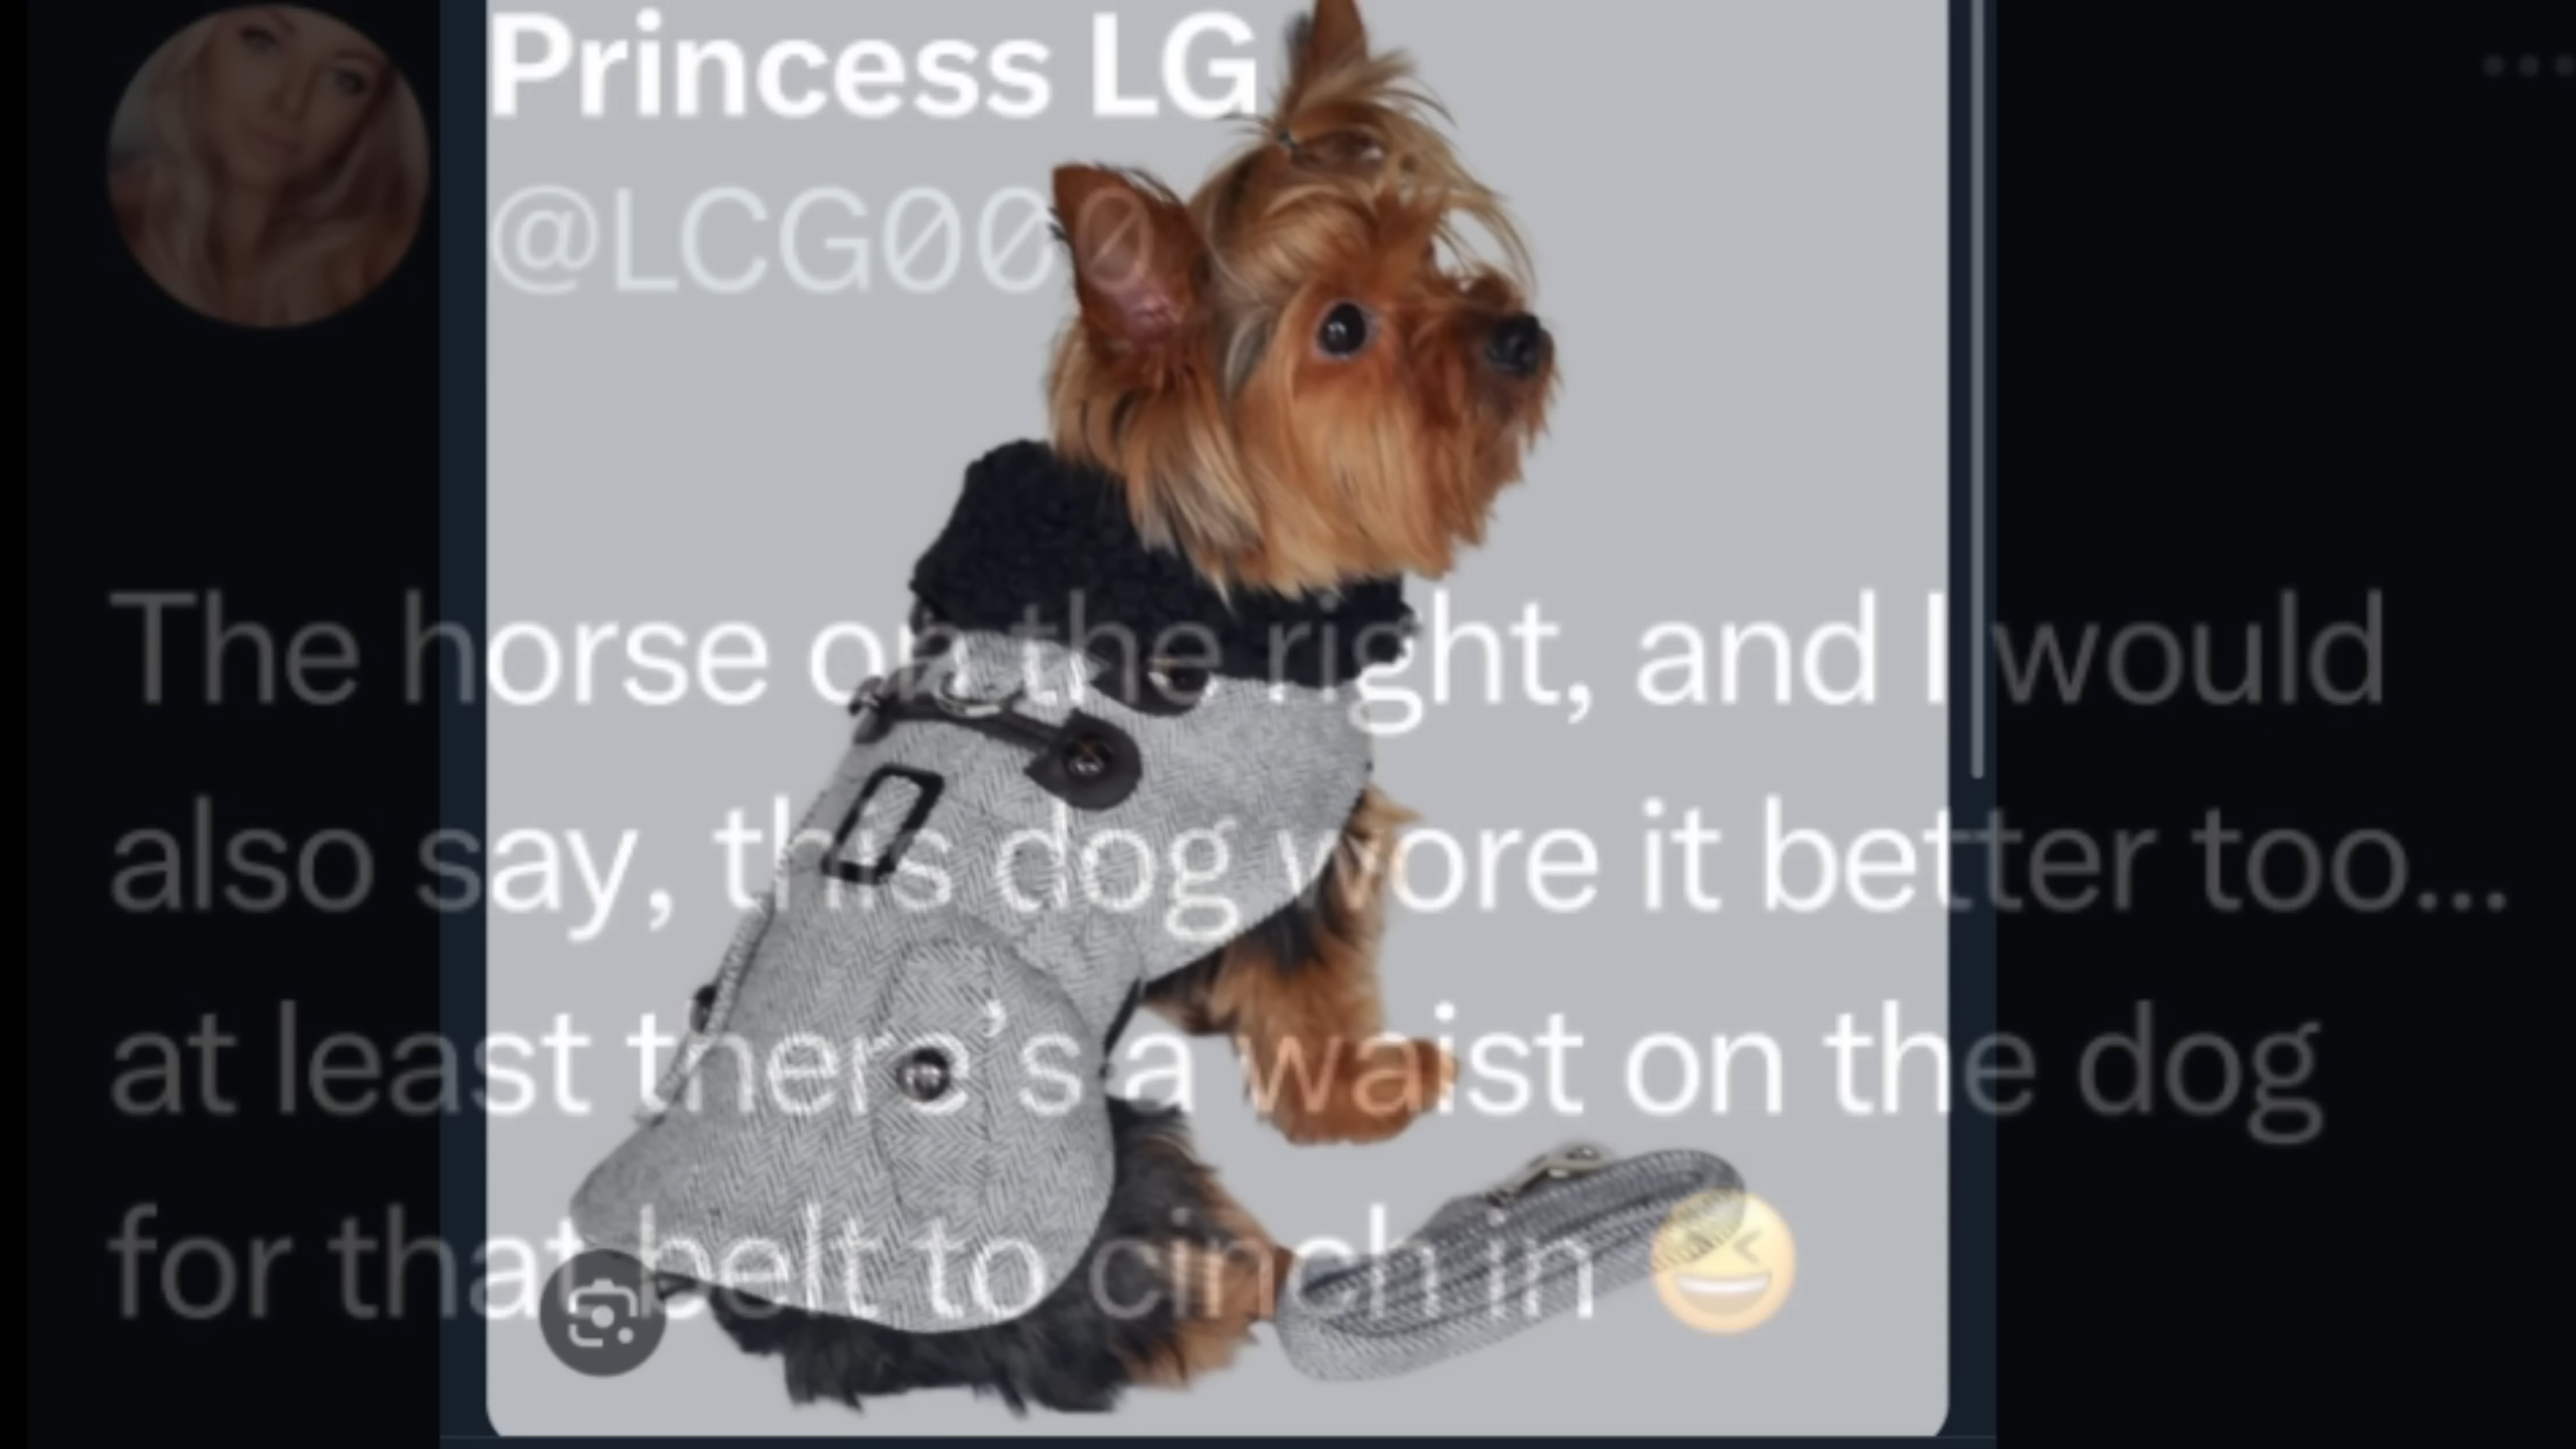 Princess LG
@LCG000
The horse on the right, and I would
also say, this dog wore it better too...
at least there's a waist on the dog
for that belt to cinch in 😆